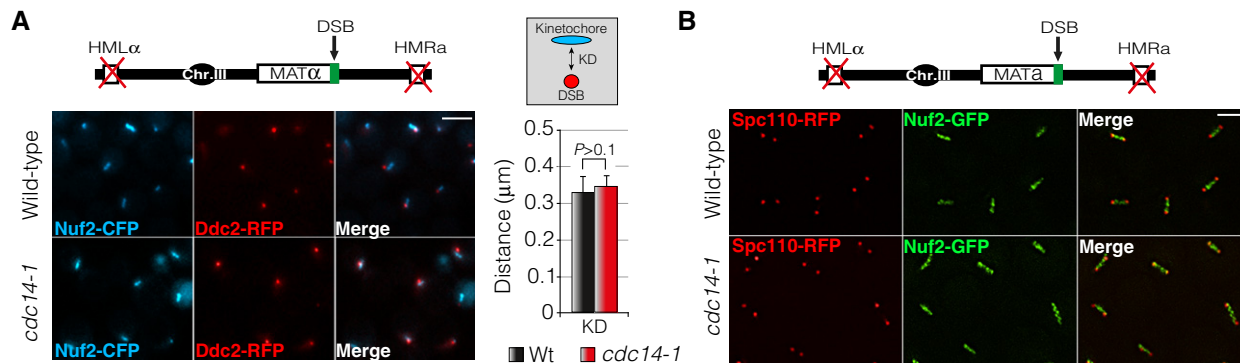 A
DSB
HMLα
HMRa
Chr.III
MATα
Wild-type
Nuf2-CFP
Ddc2-RFP
Merge
cdc14-1
Nuf2-CFP
Ddc2-RFP
Merge
Kinetochore
KD
DSB
Distance (µm)
0.5
0.4
0.3
0.2
0.1
0
P>0.1
KD
Wt
cdc14-1
B
DSB
HMLα
HMRa
Chr.III
MATa
Wild-type
Spc110-RFP
Nuf2-GFP
Merge
cdc14-1
Spc110-RFP
Nuf2-GFP
Merge